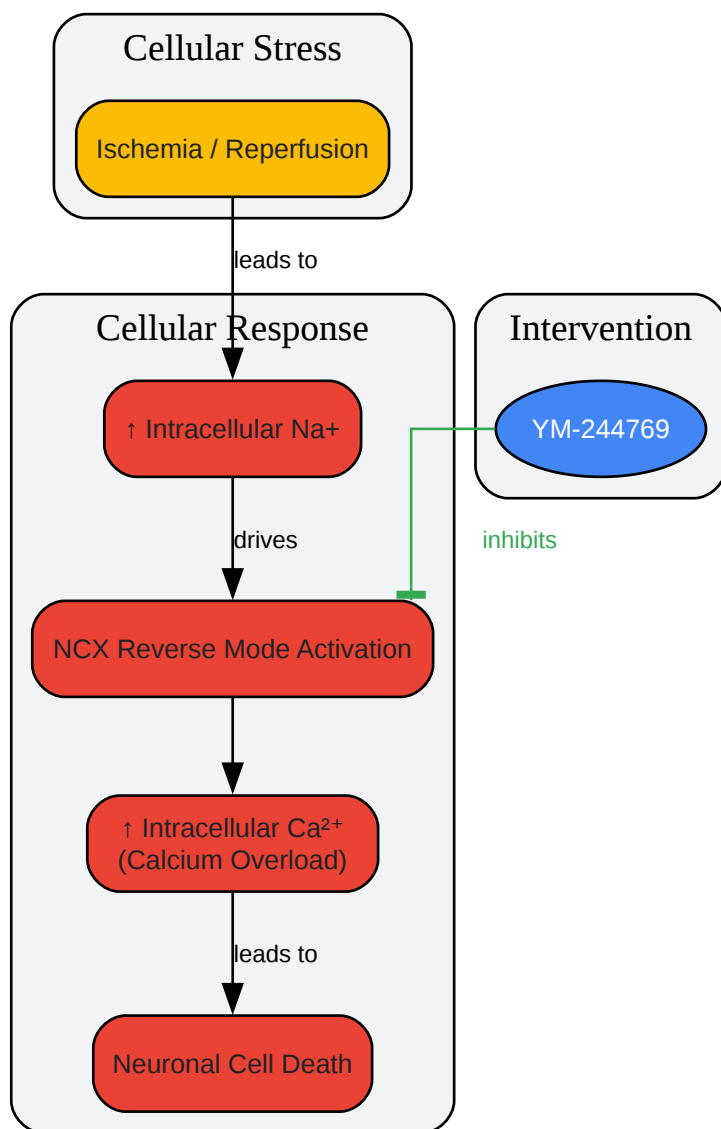 Cellular Stress
Ischemia / Reperfusion
leads to
Cellular Response
Intervention
↑ Intracellular Na+
YM-244769
drives
inhibits
NCX Reverse Mode Activation
↑ Intracellular Ca²⁺
(Calcium Overload)
leads to
Neuronal Cell Death